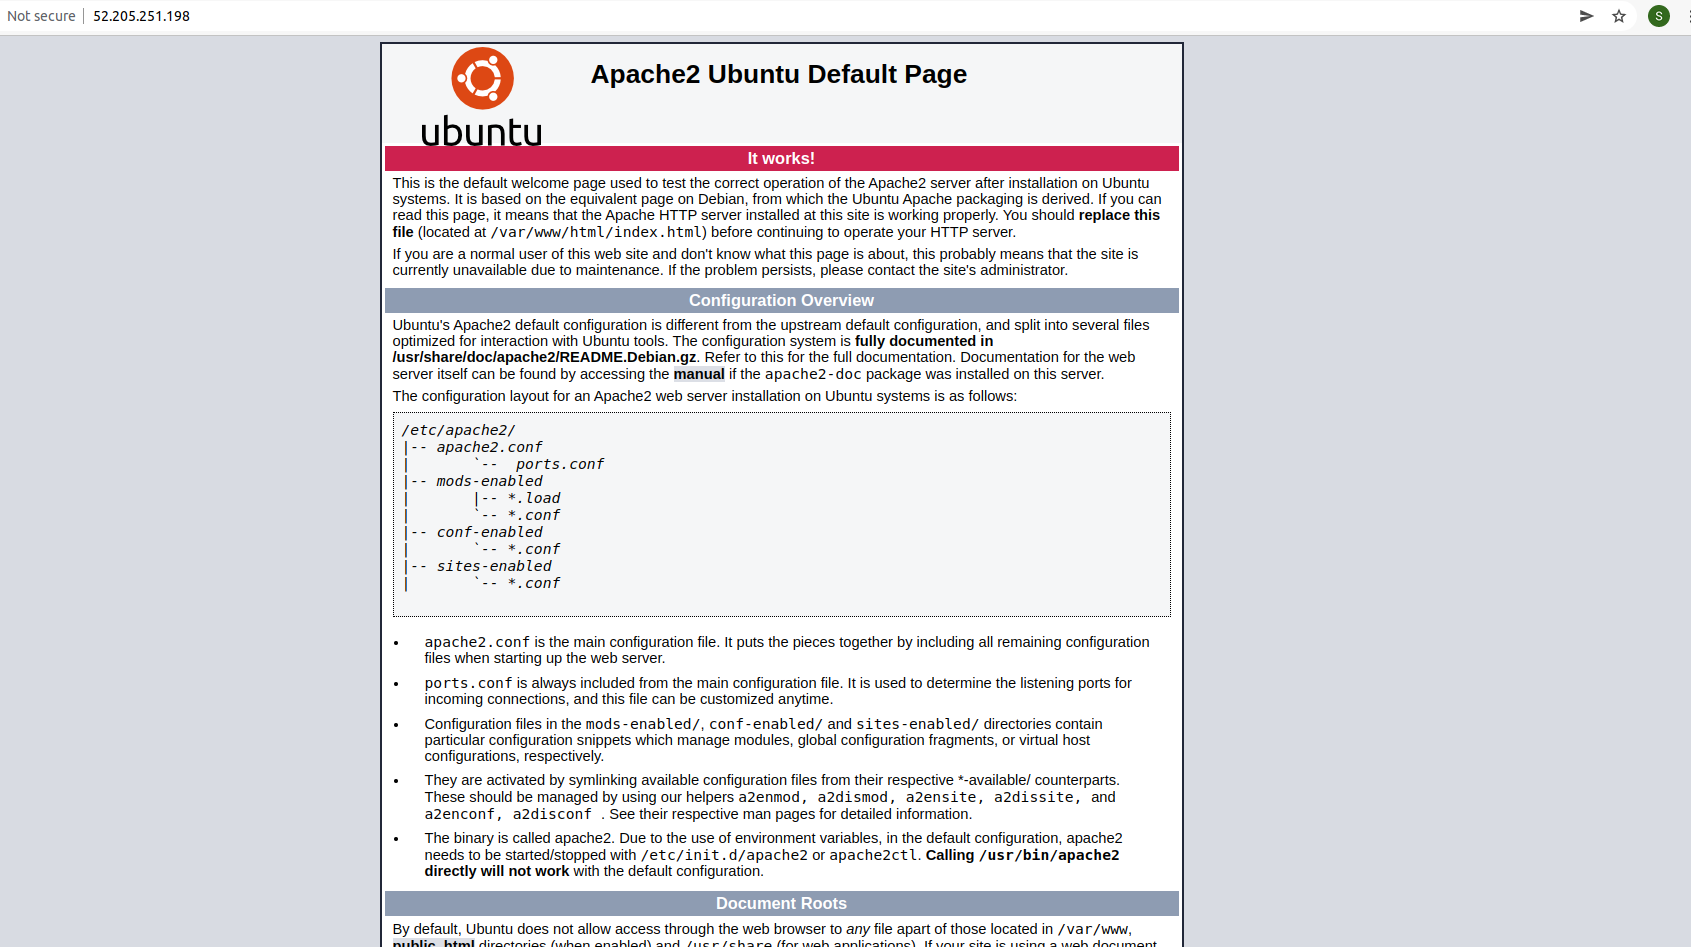 Not secure 52.205.251.198
S
Apache2 Ubuntu Default Page
ubuntu
It works!
This is the default welcome page used to test the correct operation of the Apache2 server after installation on Ubuntu
systems. It is based on the equivalent page on Debian, from which the Ubuntu Apache packaging is derived. If you can
read this page, it means that the Apache HTTP server installed at this site is working properly. You should replace this
file (located at /var/www/html/index.html) before continuing to operate your HTTP server.
If you are a normal user of this web site and don't know what this page is about, this probably means that the site is
currently unavailable due to maintenance. If the problem persists, please contact the site's administrator.
Configuration Overview
Ubuntu's Apache2 default configuration is different from the upstream default configuration, and split into several files
optimized for interaction with Ubuntu tools. The configuration system is fully documented in
/usr/share/doc/apache2/README.Debian.gz. Refer to this for the full documentation. Documentation for the web
server itself can be found by accessing the manual if the apache2-doc package was installed on this server.
The configuration layout for an Apache2 web server installation on Ubuntu systems is as follows:
/etc/apache2/
|-- apache2.conf
|       `--  ports.conf
|-- mods-enabled
|       |-- *.load
|       `-- *.conf
|-- conf-enabled
|       `-- *.conf
|-- sites-enabled
|       `-- *.conf
• apache2.conf is the main configuration file. It puts the pieces together by including all remaining configuration
files when starting up the web server.
• ports.conf is always included from the main configuration file. It is used to determine the listening ports for
incoming connections, and this file can be customized anytime.
• Configuration files in the mods-enabled/, conf-enabled/ and sites-enabled/ directories contain
particular configuration snippets which manage modules, global configuration fragments, or virtual host
configurations, respectively.
• They are activated by symlinking available configuration files from their respective *-available/ counterparts.
These should be managed by using our helpers a2enmod, a2dismod, a2ensite, a2dissite, and
a2enconf, a2disconf . See their respective man pages for detailed information.
• The binary is called apache2. Due to the use of environment variables, in the default configuration, apache2
needs to be started/stopped with /etc/init.d/apache2 or apache2ctl. Calling /usr/bin/apache2
directly will not work with the default configuration.
Document Roots
By default, Ubuntu does not allow access through the web browser to any file apart of those located in /var/www,
public_html directories (when enabled) and /usr/share (for web applications). If your site is using a web document